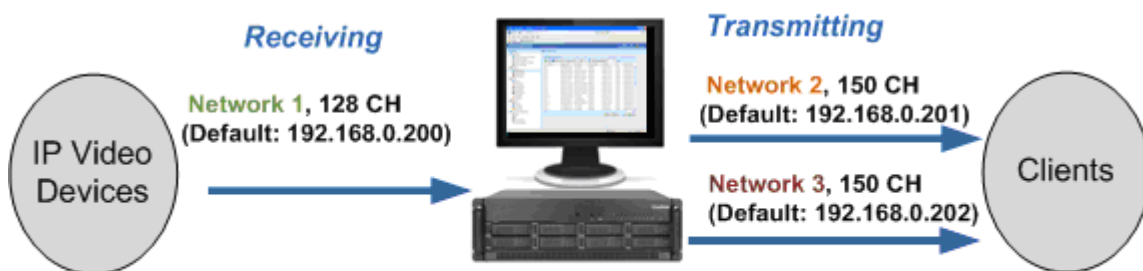 Receiving
Transmitting
IP Video
Devices
Network 1, 128 CH
(Default: 192.168.0.200)
Network 2, 150 CH
(Default: 192.168.0.201)
Network 3, 150 CH
(Default: 192.168.0.202)
Clients